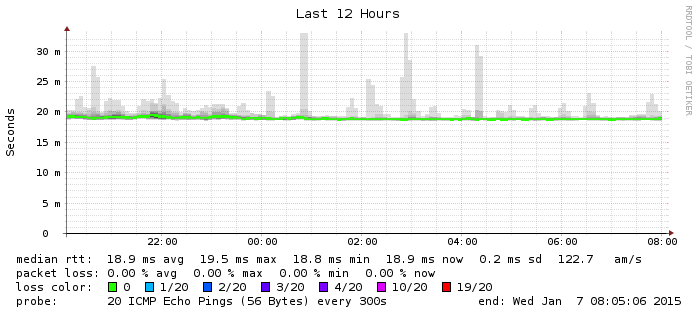 Last 12 Hours
RRDTOOL / TOBI OETIKER
Seconds
30 m
25 m
20 m
15 m
10 m
5 m
0
22:00 00:00 02:00 04:00 06:00 08:00
median rtt: 18.9 ms avg 19.5 ms max 18.8 ms min 18.9 ms now 0.2 ms sd 122.7 am/s
packet loss: 0.00 % avg 0.00 % max 0.00 % min 0.00 % now
loss color: 0 1/20 2/20 3/20 4/20 10/20 19/20
probe: 20 ICMP Echo Pings (56 Bytes) every 300s end: Wed Jan 7 08:05:06 2015